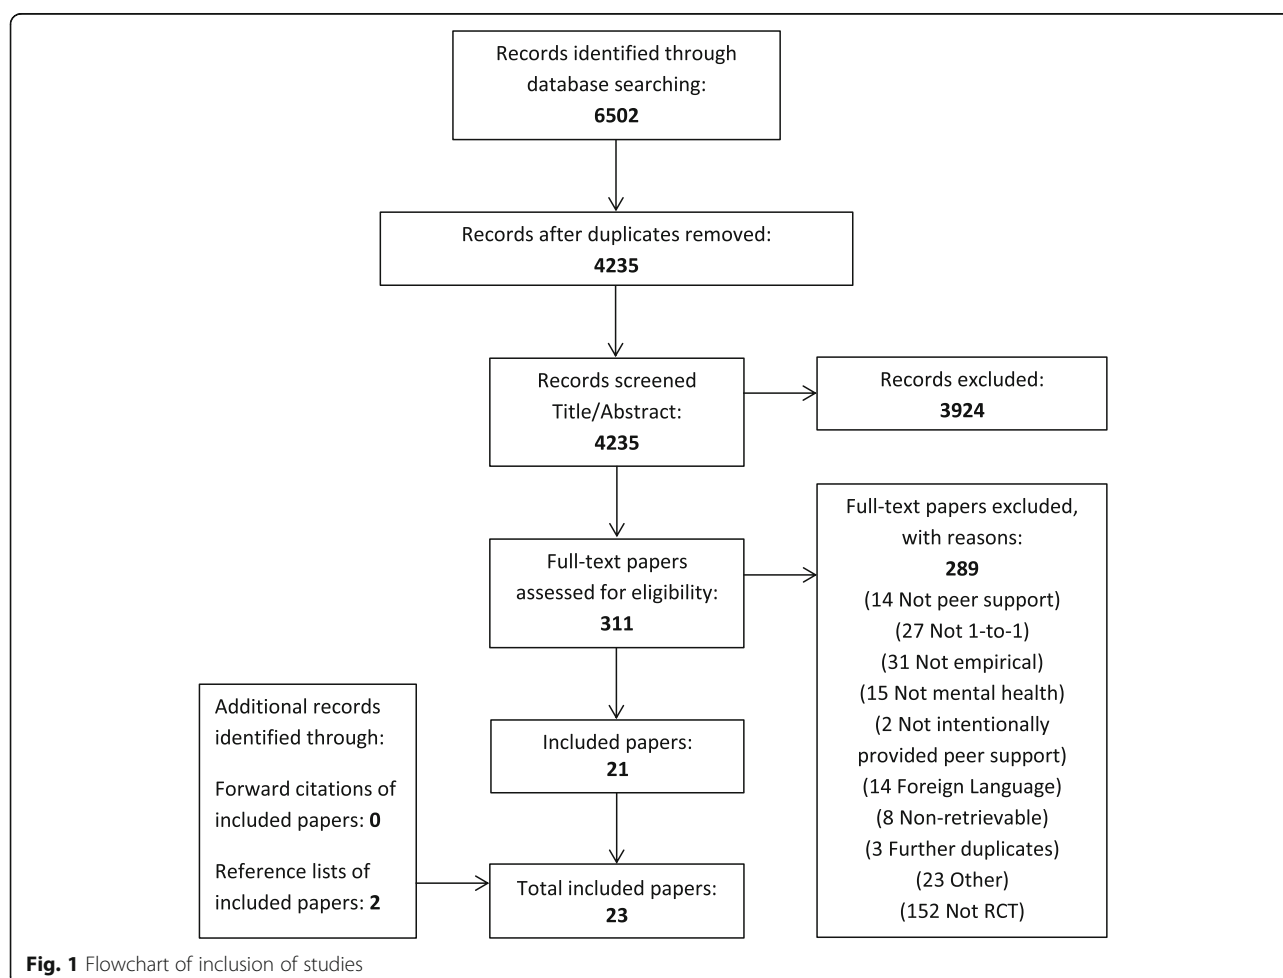 Records identified through
database searching:
6502
Records after duplicates removed:
4235
Records screened
Title/Abstract:
4235
Records excluded:
3924
Full-text papers
assessed for eligibility:
311
Full-text papers excluded,
with reasons:
289
(14 Not peer support)
(27 Not 1-to-1)
(31 Not empirical)
(15 Not mental health)
(2 Not intentionally
provided peer support)
(14 Foreign Language)
(8 Non-retrievable)
(3 Further duplicates)
(23 Other)
(152 Not RCT)
Included papers:
21
Additional records
identified through:
Forward citations of
included papers: 0
Reference lists of
included papers: 2
Total included papers:
23
Fig. 1 Flowchart of inclusion of studies